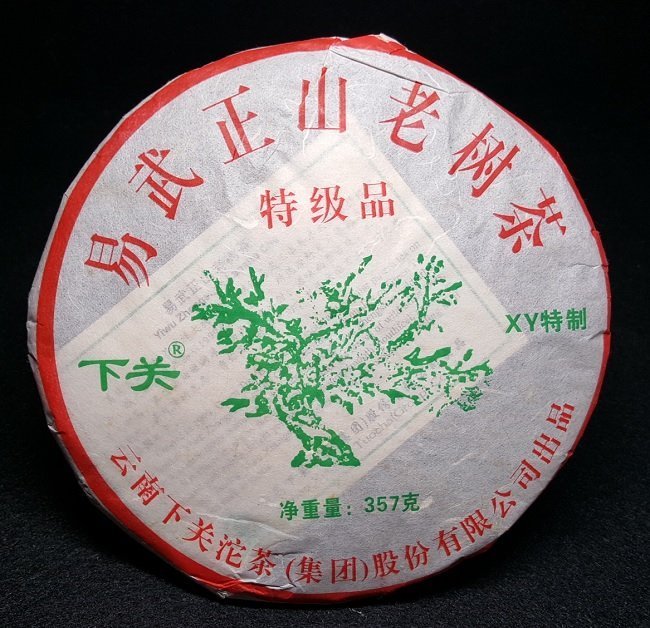 易武正山老树茶
特级品
XY特制
下关®
净重量：357克
云南下关沱茶(集团)股份有限公司出品